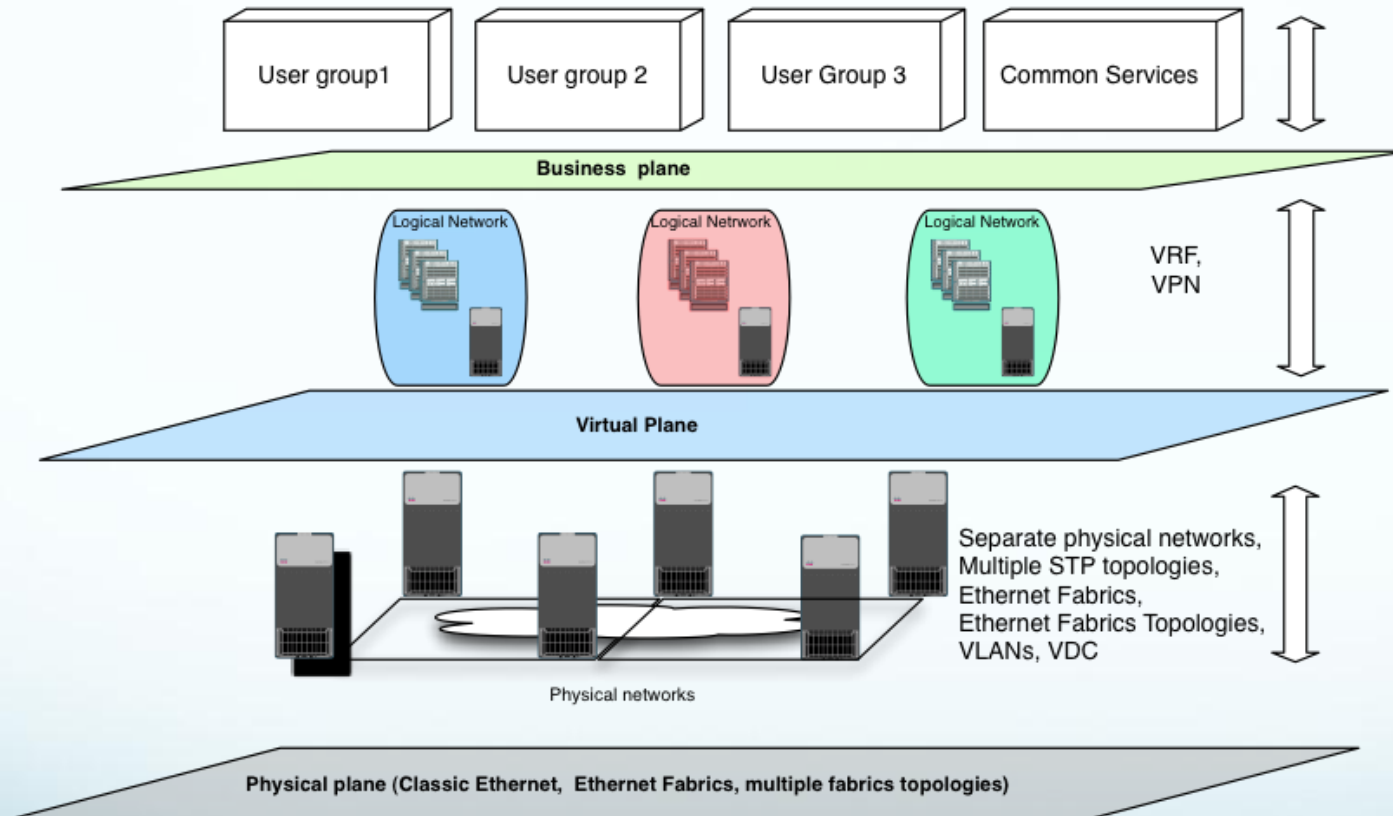 User group1
User group 2
User Group 3
Common Services
Business plane
Logical Network
Logical Netrwork
Logical Network
VRF,
VPN
Virtual Plane
Separate physical networks,
Multiple STP topologies,
Ethernet Fabrics,
Ethernet Fabrics Topologies,
VLANs, VDC
Physical networks
Physical plane (Classic Ethernet, Ethernet Fabrics, multiple fabrics topologies)